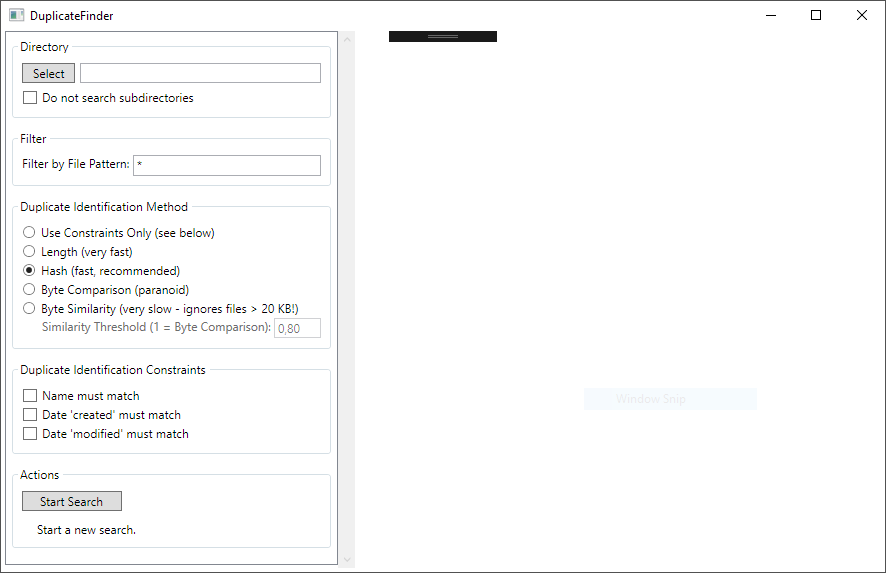 DuplicateFinder
Directory
Select
Do not search subdirectories
Filter
Filter by File Pattern: *
Duplicate Identification Method
Use Constraints Only (see below)
Length (very fast)
Hash (fast, recommended)
Byte Comparison (paranoid)
Byte Similarity (very slow - ignores files > 20 KB!)
Similarity Threshold (1 = Byte Comparison): 0,80
Window Snip
Duplicate Identification Constraints
Name must match
Date 'created' must match
Date 'modified' must match
Actions
Start Search
Start a new search.